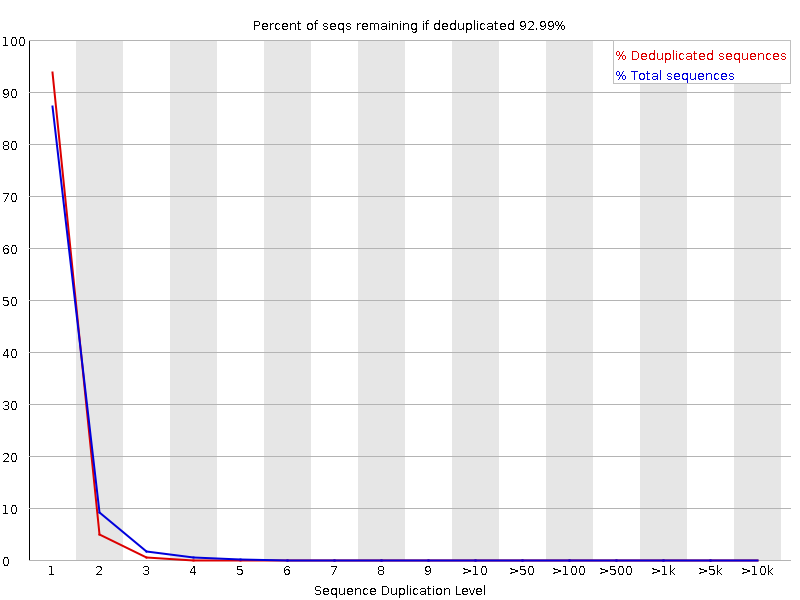 Percent of seqs remaining if deduplicated 92.99%
% Deduplicated sequences
% Total sequences
100
90
80
70
60
50
40
30
20
10
0
1 2 3 4 5 6 7 8 9 >10 >50 >100 >500 >1k >5k >10k
Sequence Duplication Level